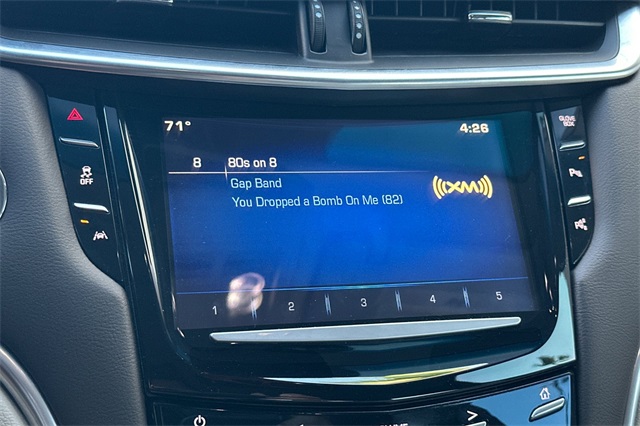 71°
4:26
GLOVE
BOX
8 80s on 8
Gap Band
You Dropped a Bomb On Me (82)
((XM))
OFF
1 2 3 4 5